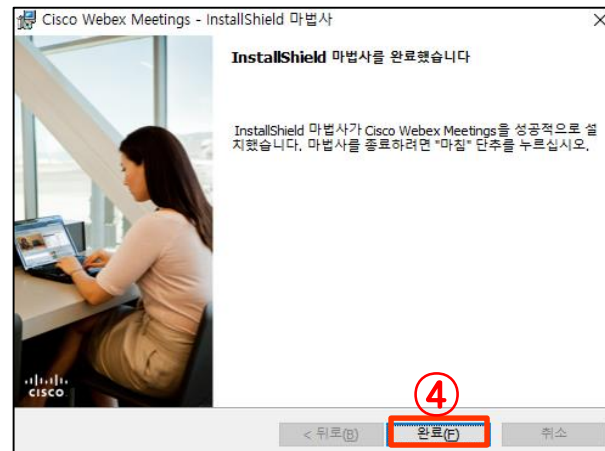 Cisco Webex Meetings - InstallShield 마법사
InstallShield 마법사를 완료했습니다
InstallShield 마법사가 Cisco Webex Meetings을 성공적으로 설
치했습니다. 마법사를 종료하려면 "마침" 단추를 누르십시오.
CISCO
④
< 뒤로(B) 완료(F) 취소